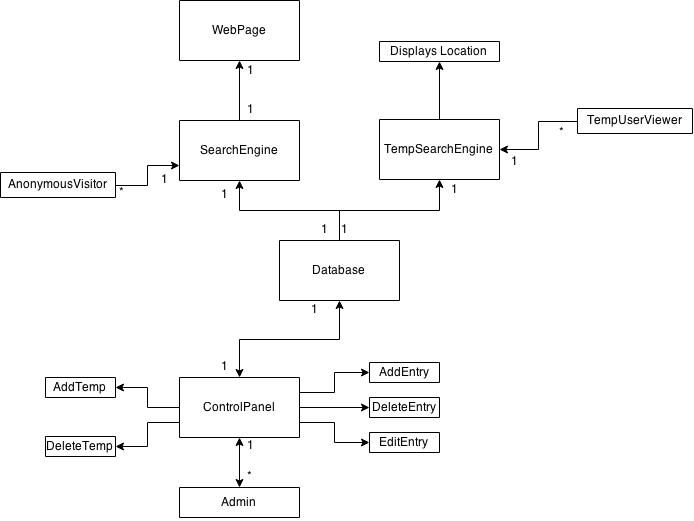 WebPage
1
Displays Location
1
SearchEngine
TempSearchEngine
TempUserViewer
*
1
AnonymousVisitor
*
1
1
1
1
1
Database
1
1
AddTemp
DeleteTemp
ControlPanel
AddEntry
DeleteEntry
EditEntry
1
*
Admin